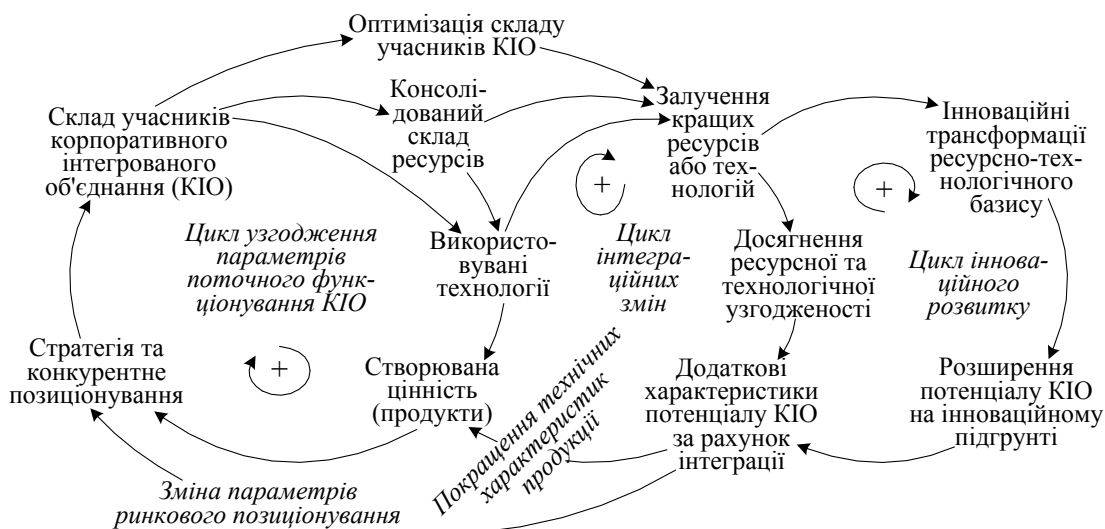 Оптимізація складу
учасників КІО
Консолі-
дований
склад
ресурсів
Склад учасників
корпоративного
інтегрованого
об'єднання (КІО)
Залучення
кращих
ресурсів
або тех-
нологій
Інноваційні
трансформації
ресурсно-тех-
нологічного
базису
+
+
Цикл узгодження
параметрів
поточного функ-
ціонування КІО
Використо-
вувані
технології
Цикл
інтеграційних
змін
Досягнення
ресурсної та
технологічної
узгодженості
Цикл іннова-
ційного
розвитку
Стратегія та
конкурентне
позиціонування
+
Створювана
цінність
(продукти)
Покращення технічних
характеристик
продукції
Додаткові
характеристики
потенціалу КІО
за рахунок
інтеграції
Розширення
потенціалу КІО
на інноваційному
підгрунті
Зміна параметрів
ринкового позиціонування